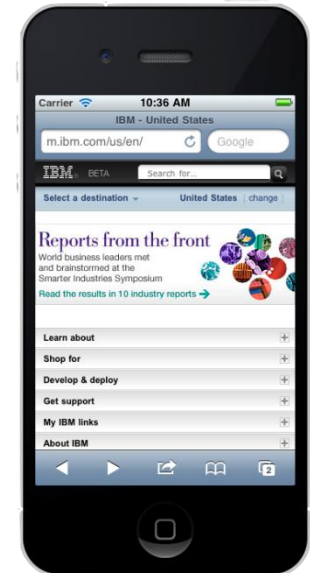 Carrier 10:36 AM
IBM - United States
m.ibm.com/us/en/ Google
IBM® BETA Search for...
Select a destination United States [ change ]
Reports from the front
World business leaders met
and brainstormed at the
Smarter Industries Symposium
Read the results in 10 industry reports →
Learn about
Shop for
Develop & deploy
Get support
My IBM links
About IBM
2